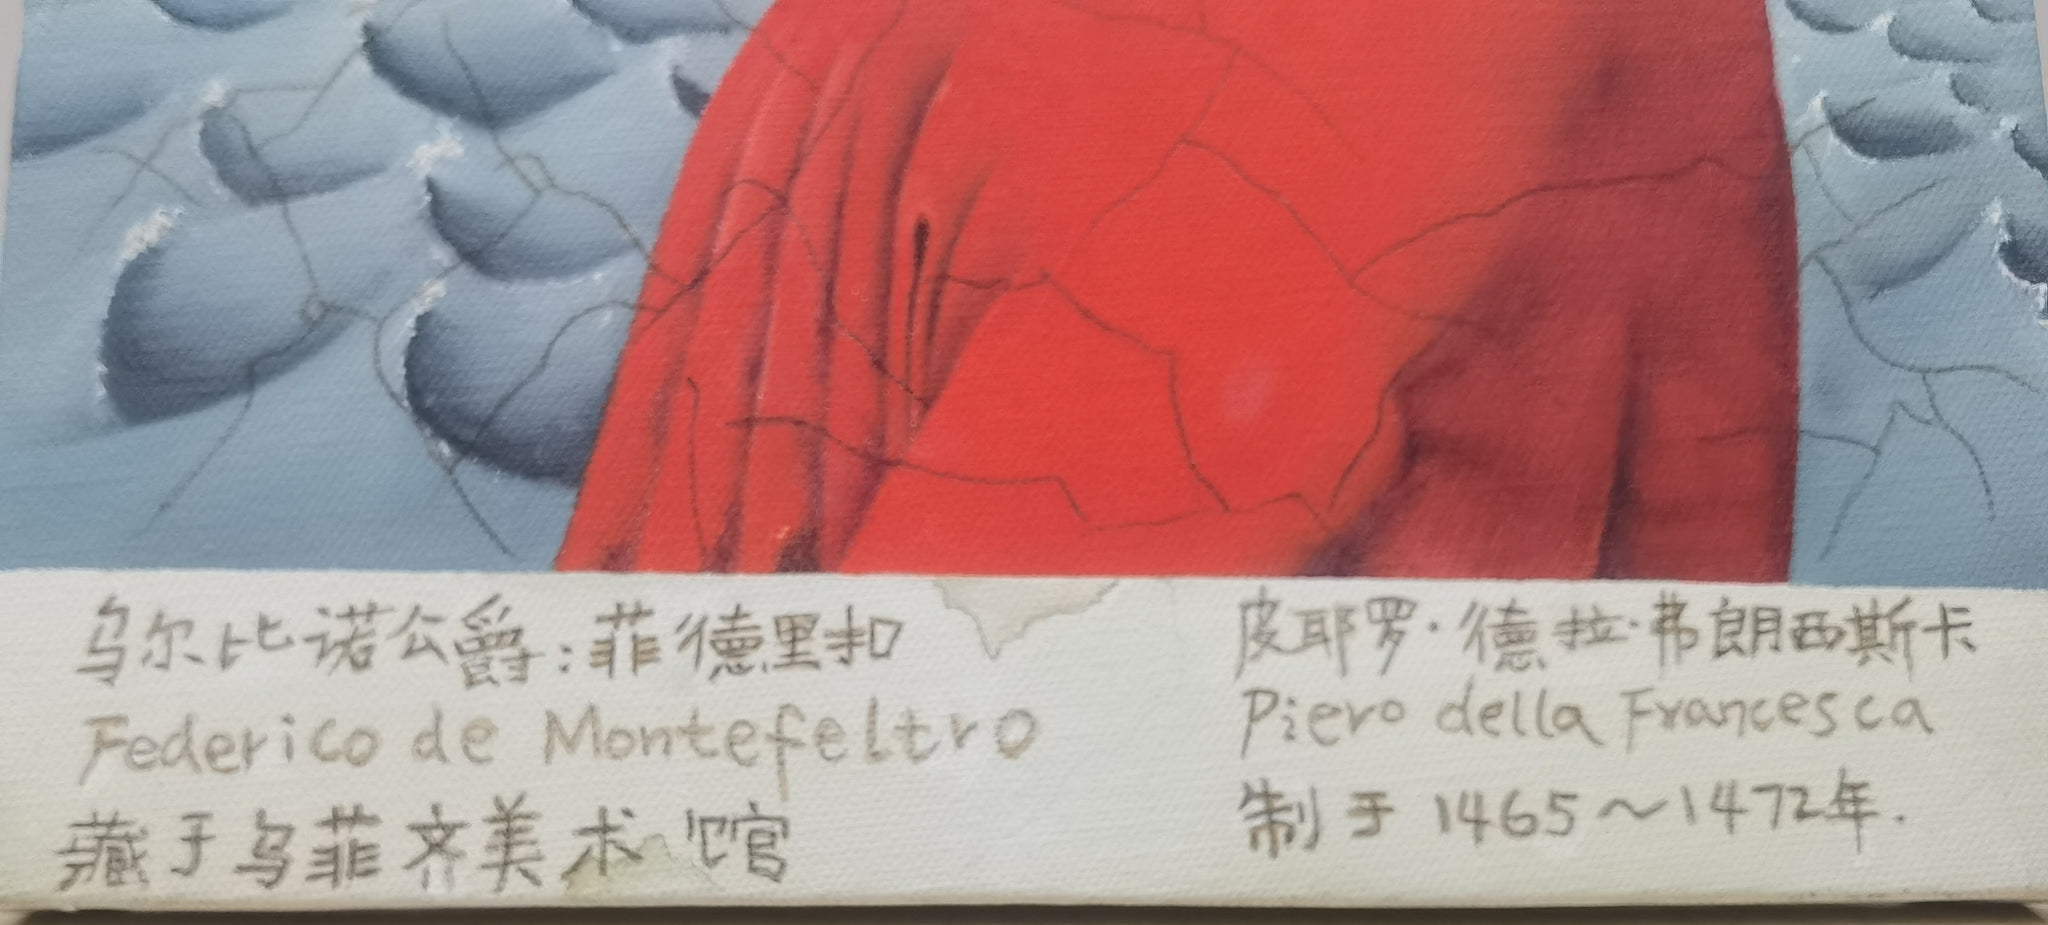 乌尔比诺公爵:菲德里扣
Federico de Montefeltro
藏于乌菲齐美术馆
皮耶罗·德拉·弗朗西斯卡
Piero della Francesca
制于1465～1472年.